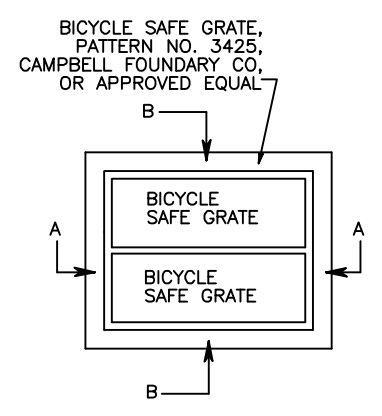 BICYCLE SAFE GRATE,
PATTERN NO. 3425,
CAMPBELL FOUNDARY CO,
OR APPROVED EQUAL
B
BICYCLE
SAFE GRATE
A
A
BICYCLE
SAFE GRATE
B